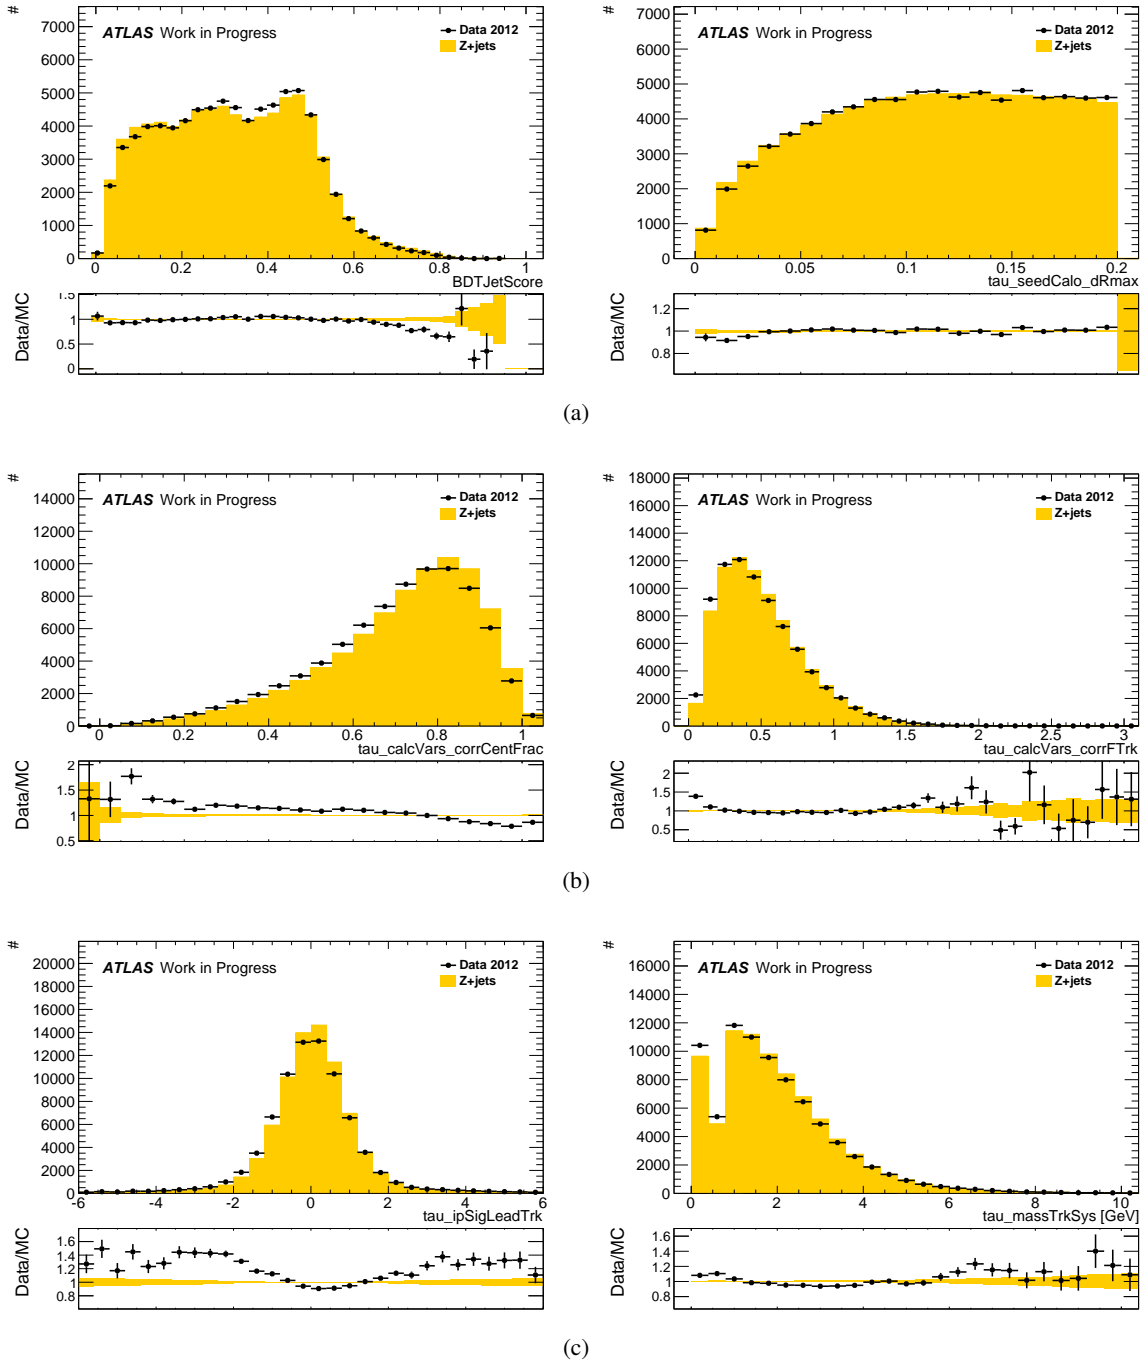 #
7000
6000
5000
4000
3000
2000
1000
0
ATLAS Work in Progress
Data 2012
Z+jets
0 0.2 0.4 0.6 0.8 1
BDTJetScore
Data/MC
1.5
1
0.5
0
#
7000
6000
5000
4000
3000
2000
1000
0
ATLAS Work in Progress
Data 2012
Z+jets
0 0.05 0.1 0.15 0.2
tau_seedCalo_dRmax
Data/MC
1.2
1
0.8
(a)
#
14000
12000
10000
8000
6000
4000
2000
0
ATLAS Work in Progress
Data 2012
Z+jets
0 0.2 0.4 0.6 0.8 1
tau_calcVars_corrCentFrac
Data/MC
2
1.5
1
0.5
#
18000
16000
14000
12000
10000
8000
6000
4000
2000
0
ATLAS Work in Progress
Data 2012
Z+jets
0 0.5 1 1.5 2 2.5 3
tau_calcVars_corrFTrk
Data/MC
2
1.5
1
0.5
(b)
#
20000
18000
16000
14000
12000
10000
8000
6000
4000
2000
0
ATLAS Work in Progress
Data 2012
Z+jets
-6 -4 -2 0 2 4 6
tau_ipSigLeadTrk
Data/MC
1.6
1.4
1.2
1
0.8
#
16000
14000
12000
10000
8000
6000
4000
2000
0
ATLAS Work in Progress
Data 2012
Z+jets
0 2 4 6 8 10
tau_massTrkSys [GeV]
Data/MC
1.6
1.4
1.2
1
0.8
(c)